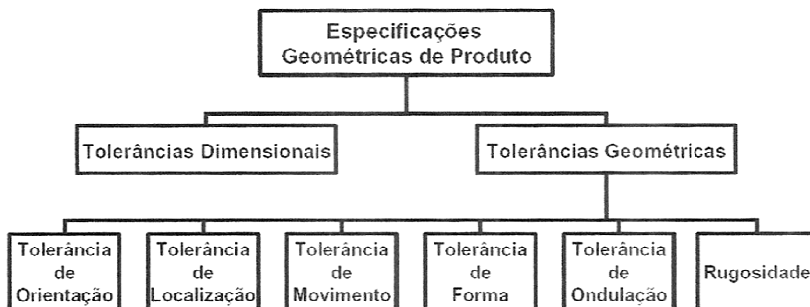 Especificações
Geométricas de Produto
Tolerâncias Dimensionais
Tolerâncias Geométricas
Tolerância
de
Orientação
Tolerância
de
Localização
Tolerância
de
Movimento
Tolerância
de
Forma
Tolerância
de
Ondulação
Rugosidade